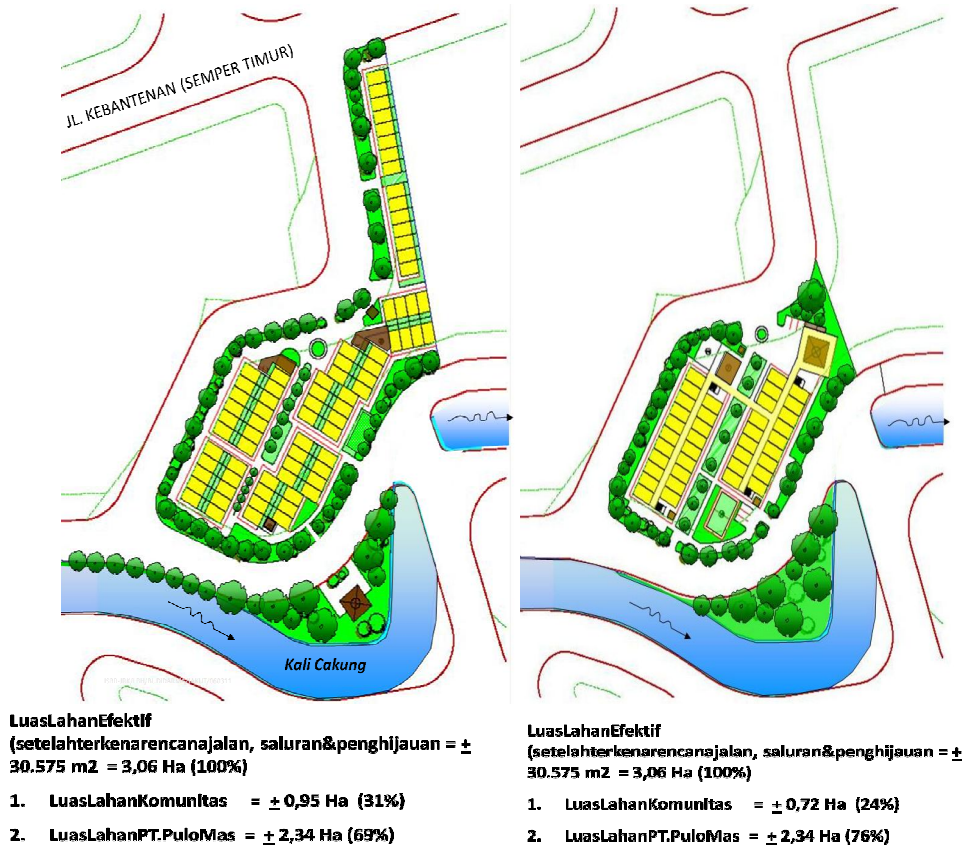 JL. KEBANTENAN (SEMPER TIMUR)
Kali Cakung
LuasLahanEfektif
(setelahterkenarencanajalan, saluran&penghijauan = ±
30.575 m2 = 3,06 Ha (100%)
1. LuasLahanKomunitas = ± 0,95 Ha (31%)
2. LuasLahanPT.PuloMas = ± 2,34 Ha (69%)
LuasLahanEfektif
(setelahterkenarencanajalan, saluran&penghijauan = ±
30.575 m2 = 3,06 Ha (100%)
1. LuasLahanKomunitas = ± 0,72 Ha (24%)
2. LuasLahanPT.PuloMas = ± 2,34 Ha (76%)